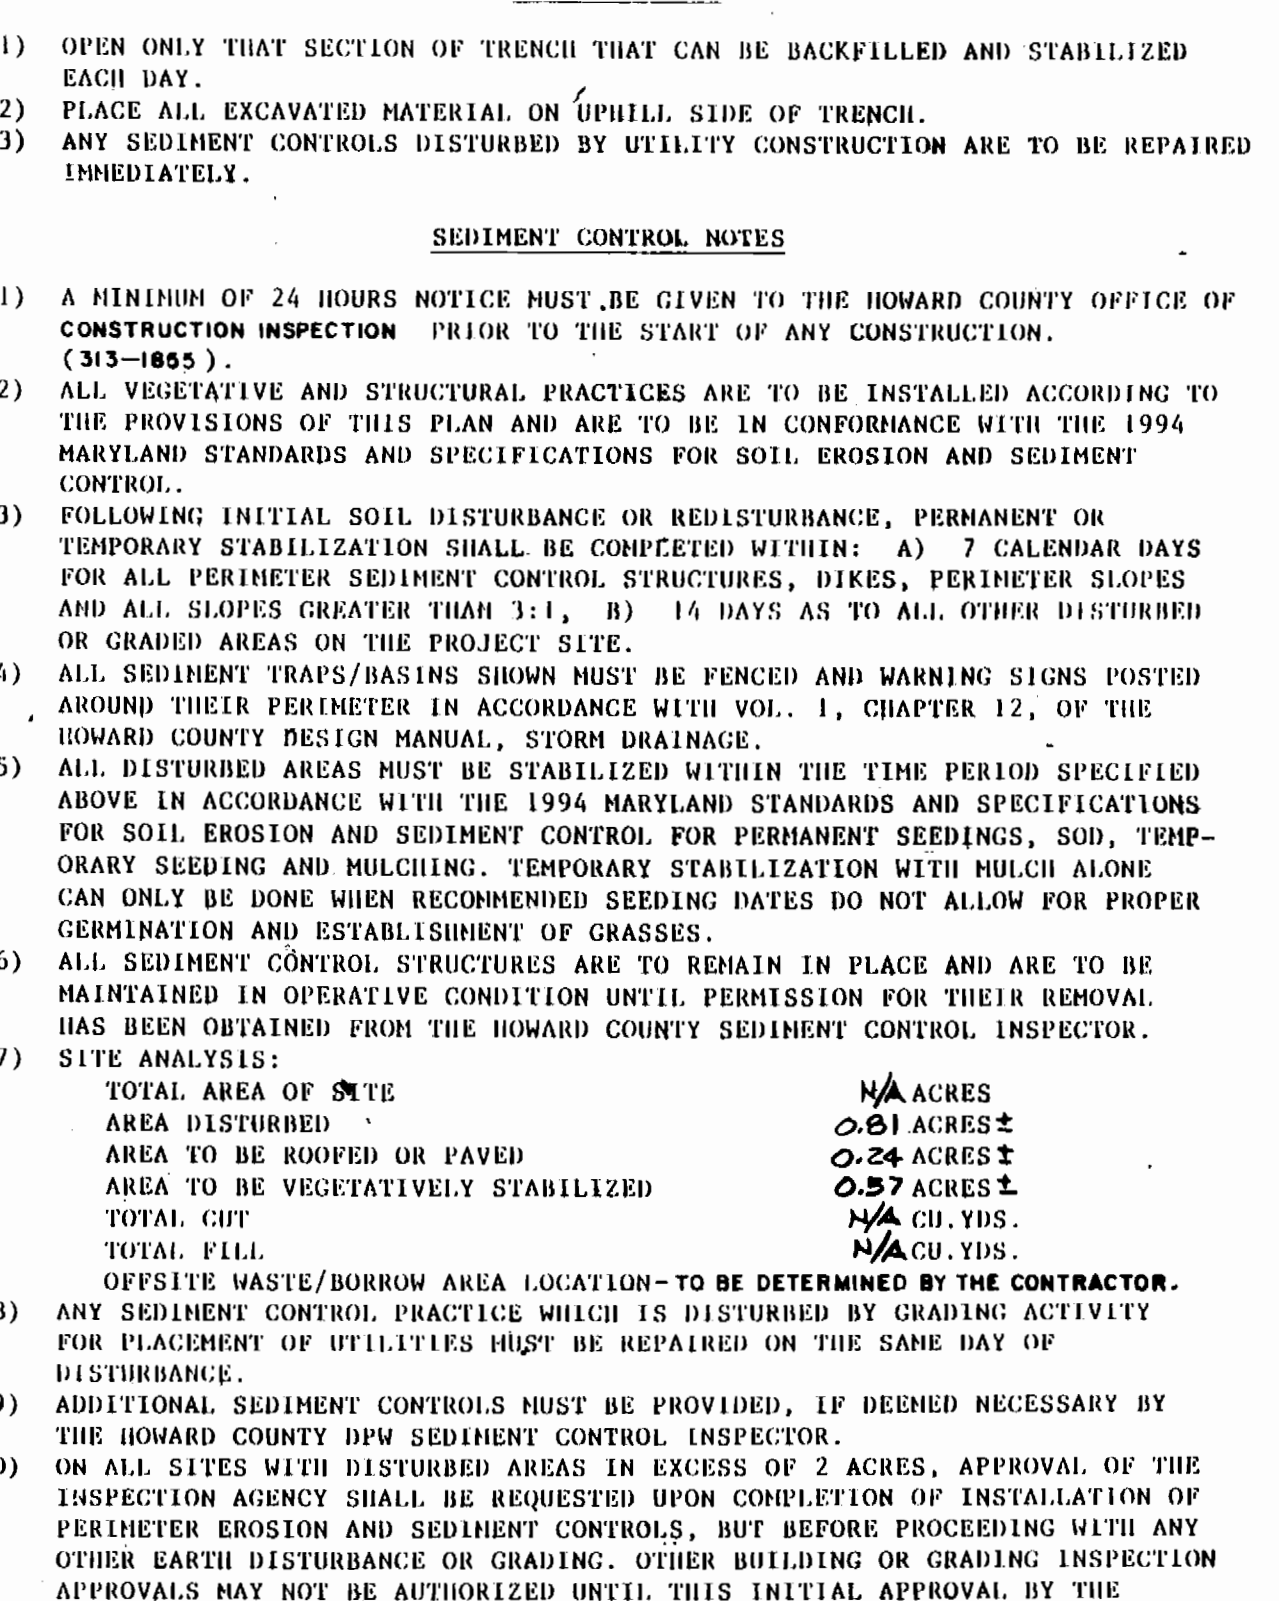 1) OPEN ONLY THAT SECTION OF TRENCH THAT CAN BE BACKFILLED AND STABILIZED
EACH DAY.
2) PLACE ALL EXCAVATED MATERIAL ON UPHILL SIDE OF TRENCH.
3) ANY SEDIMENT CONTROLS DISTURBED BY UTILITY CONSTRUCTION ARE TO BE REPAIRED
IMMEDIATELY.
SEDIMENT CONTROL NOTES
1) A MINIMUM OF 24 HOURS NOTICE MUST BE GIVEN TO THE HOWARD COUNTY OFFICE OF
CONSTRUCTION INSPECTION PRIOR TO THE START OF ANY CONSTRUCTION.
(313-1855).
2) ALL VEGETATIVE AND STRUCTURAL PRACTICES ARE TO BE INSTALLED ACCORDING TO
THE PROVISIONS OF THIS PLAN AND ARE TO BE IN CONFORMANCE WITH THE 1994
MARYLAND STANDARDS AND SPECIFICATIONS FOR SOIL EROSION AND SEDIMENT
CONTROL.
3) FOLLOWING INITIAL SOIL DISTURBANCE OR REDISTURBANCE, PERMANENT OR
TEMPORARY STABILIZATION SHALL BE COMPLETED WITHIN: A) 7 CALENDAR DAYS
FOR ALL PERIMETER SEDIMENT CONTROL STRUCTURES, DIKES, PERIMETER SLOPES
AND ALL SLOPES GREATER THAN 3:1, B) 14 DAYS AS TO ALL OTHER DISTURBED
OR GRADED AREAS ON THE PROJECT SITE.
4) ALL SEDIMENT TRAPS/BASINS SHOWN MUST BE FENCED AND WARNING SIGNS POSTED
AROUND THEIR PERIMETER IN ACCORDANCE WITH VOL. 1, CHAPTER 12, OF THE
HOWARD COUNTY DESIGN MANUAL, STORM DRAINAGE.
5) ALL DISTURBED AREAS MUST BE STABILIZED WITHIN THE TIME PERIOD SPECIFIED
ABOVE IN ACCORDANCE WITH THE 1994 MARYLAND STANDARDS AND SPECIFICATIONS
FOR SOIL EROSION AND SEDIMENT CONTROL FOR PERMANENT SEEDINGS, SOD, TEMP-
ORARY SEEDING AND MULCHING. TEMPORARY STABILIZATION WITH MULCH ALONE
CAN ONLY BE DONE WHEN RECOMMENDED SEEDING DATES DO NOT ALLOW FOR PROPER
GERMINATION AND ESTABLISHMENT OF GRASSES.
6) ALL SEDIMENT CONTROL STRUCTURES ARE TO REMAIN IN PLACE AND ARE TO BE
MAINTAINED IN OPERATIVE CONDITION UNTIL PERMISSION FOR THEIR REMOVAL
HAS BEEN OBTAINED FROM THE HOWARD COUNTY SEDIMENT CONTROL INSPECTOR.
7) SITE ANALYSIS:
TOTAL AREA OF SITE N/A ACRES
AREA DISTURBED 0.81 ACRES±
AREA TO BE ROOFED OR PAVED 0.24 ACRES±
AREA TO BE VEGETATIVELY STABILIZED 0.57 ACRES±
TOTAL CUT N/A CU.YDS.
TOTAL FILL N/A CU.YDS.
OFFSITE WASTE/BORROW AREA LOCATION-TO BE DETERMINED BY THE CONTRACTOR.
8) ANY SEDIMENT CONTROL PRACTICE WHICH IS DISTURBED BY GRADING ACTIVITY
FOR PLACEMENT OF UTILITIES MUST BE REPAIRED ON THE SAME DAY OF
DISTURBANCE.
9) ADDITIONAL SEDIMENT CONTROLS MUST BE PROVIDED, IF DEEMED NECESSARY BY
THE HOWARD COUNTY DPW SEDIMENT CONTROL INSPECTOR.
0) ON ALL SITES WITH DISTURBED AREAS IN EXCESS OF 2 ACRES, APPROVAL OF THE
INSPECTION AGENCY SHALL BE REQUESTED UPON COMPLETION OF INSTALLATION OF
PERIMETER EROSION AND SEDIMENT CONTROLS, BUT BEFORE PROCEEDING WITH ANY
OTHER EARTH DISTURBANCE OR GRADING. OTHER BUILDING OR GRADING INSPECTION
APPROVALS MAY NOT BE AUTHORIZED UNTIL THIS INITIAL APPROVAL BY THE